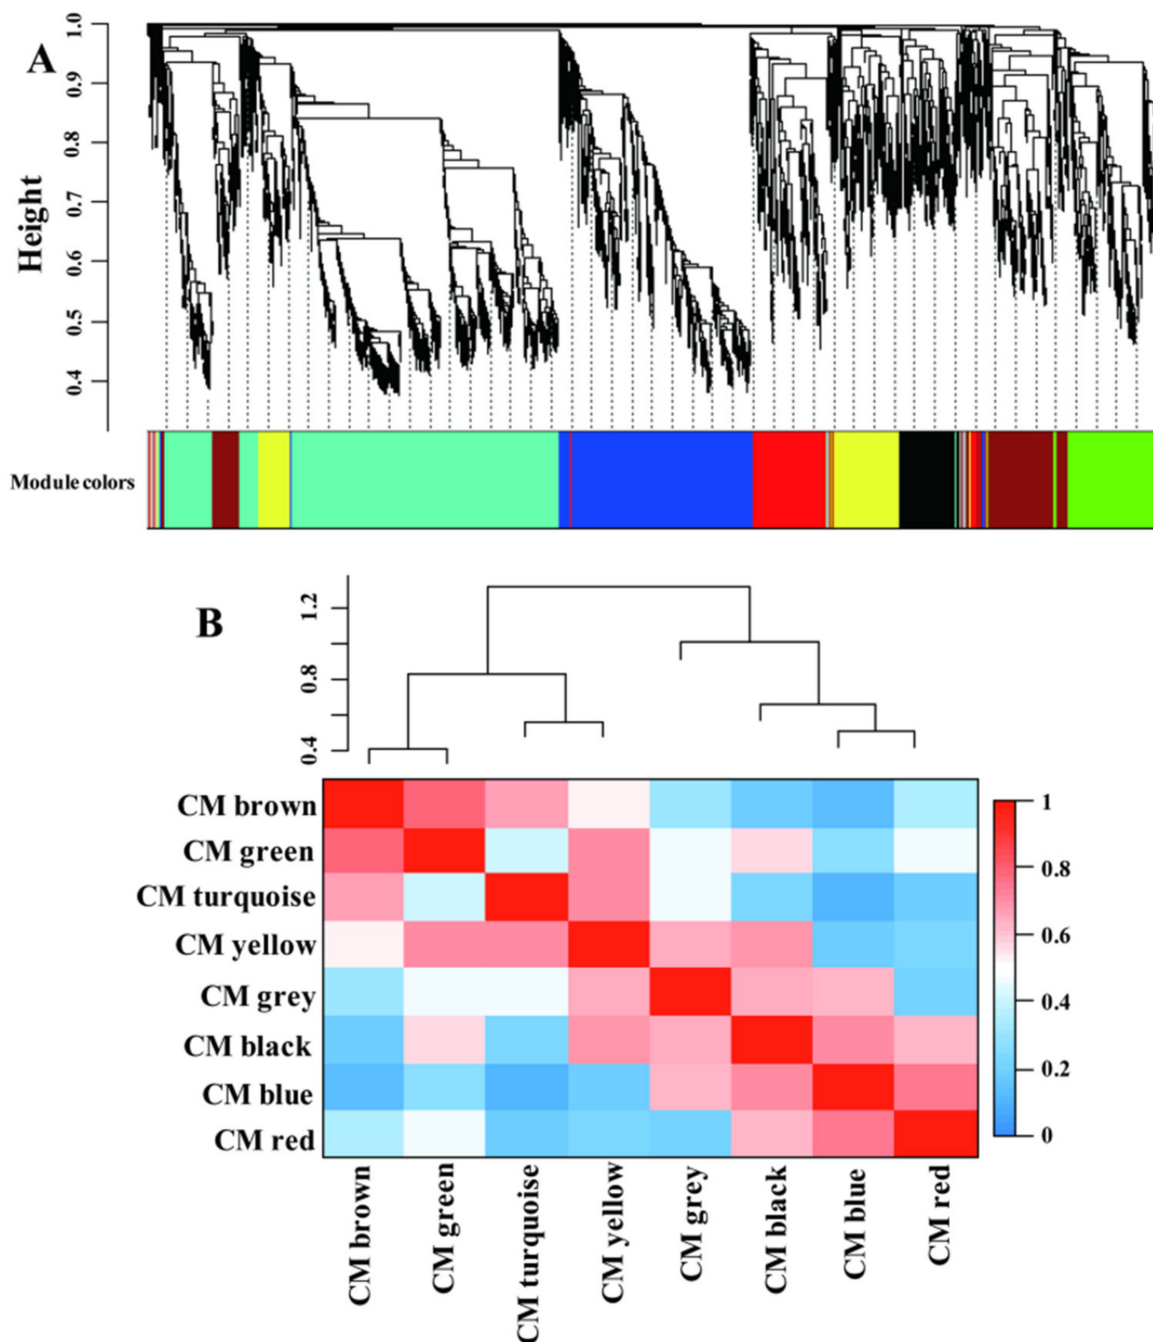 A
Height
1.0
0.9
0.8
0.7
0.6
0.5
0.4
Module colors
B
1.2
0.8
0.4
CM brown
CM green
CM turquoise
CM yellow
CM grey
CM black
CM blue
CM red
1
0.8
0.6
0.4
0.2
0
CM brown
CM green
CM turquoise
CM yellow
CM grey
CM black
CM blue
CM red